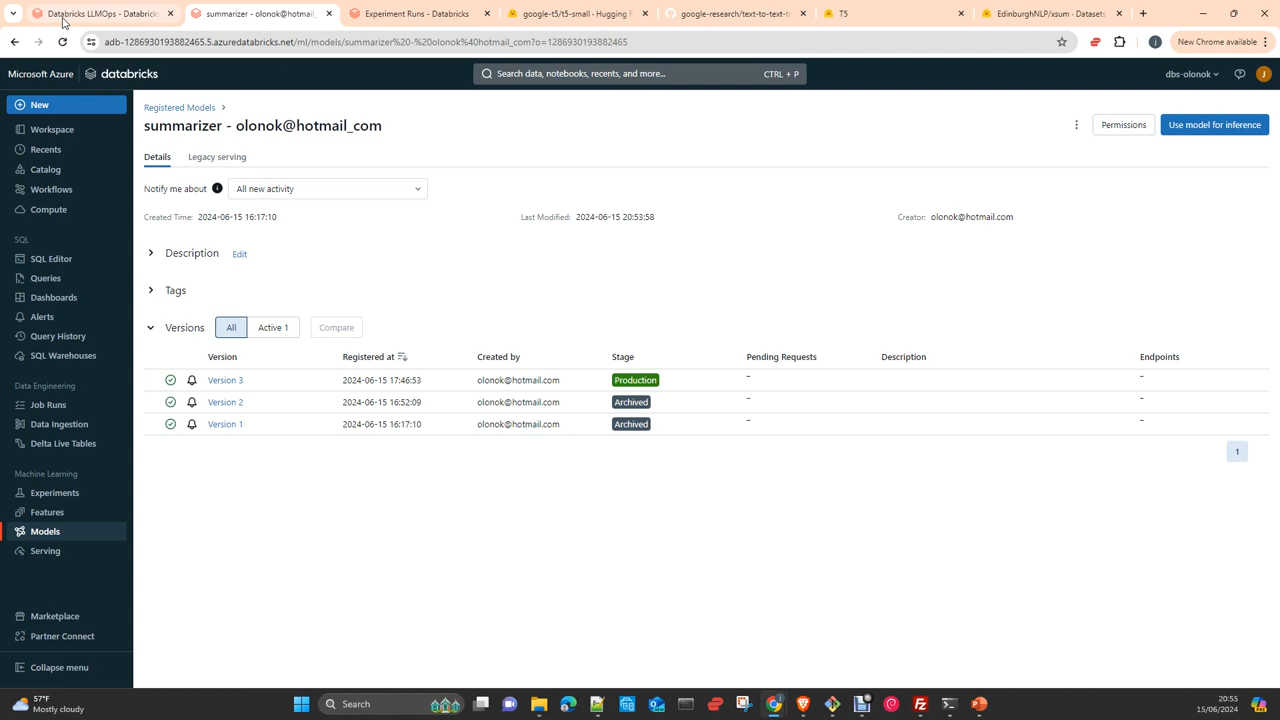 Databricks LLMOps - Databricks
summarizer - olonok@hotmail_
Experiment Runs - Databricks
google-t5/t5-small · Hugging F
google-research/text-to-text-tr
T5
EdinburghNLP/xsum · Datasets
adb-1286930193882465.5.azuredatabricks.net/ml/models/summarizer%20-%20olonok@hotmail_com?o=1286930193882465
New Chrome available
Microsoft Azure
databricks
Search data, notebooks, recents, and more...
CTRL + P
dbs-olonok
J
New
Workspace
Recents
Catalog
Workflows
Compute
SQL
SQL Editor
Queries
Dashboards
Alerts
Query History
SQL Warehouses
Data Engineering
Job Runs
Data Ingestion
Delta Live Tables
Machine Learning
Experiments
Features
Models
Serving
Marketplace
Partner Connect
Collapse menu
Registered Models
summarizer - olonok@hotmail_com
Permissions
Use model for inference
Details
Legacy serving
Notify me about
All new activity
Created Time: 2024-06-15 16:17:10
Last Modified: 2024-06-15 20:53:58
Creator: olonok@hotmail.com
Description
Edit
Tags
Versions
All
Active 1
Compare
Version
Registered at
Created by
Stage
Pending Requests
Description
Endpoints
Version 3
2024-06-15 17:46:53
olonok@hotmail.com
Production
–
–
Version 2
2024-06-15 16:52:09
olonok@hotmail.com
Archived
–
–
Version 1
2024-06-15 16:17:10
olonok@hotmail.com
Archived
–
–
1
57°F
Mostly cloudy
Search
20:55
15/06/2024